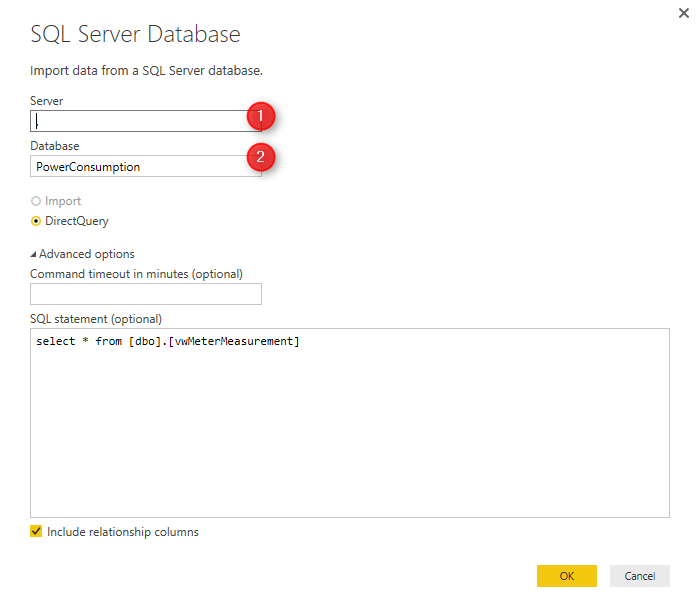 SQL Server Database
Import data from a SQL Server database.
Server
.
1
Database
PowerConsumption
2
Import
DirectQuery
Advanced options
Command timeout in minutes (optional)
SQL statement (optional)
select * from [dbo].[vwMeterMeasurement]
Include relationship columns
OK
Cancel